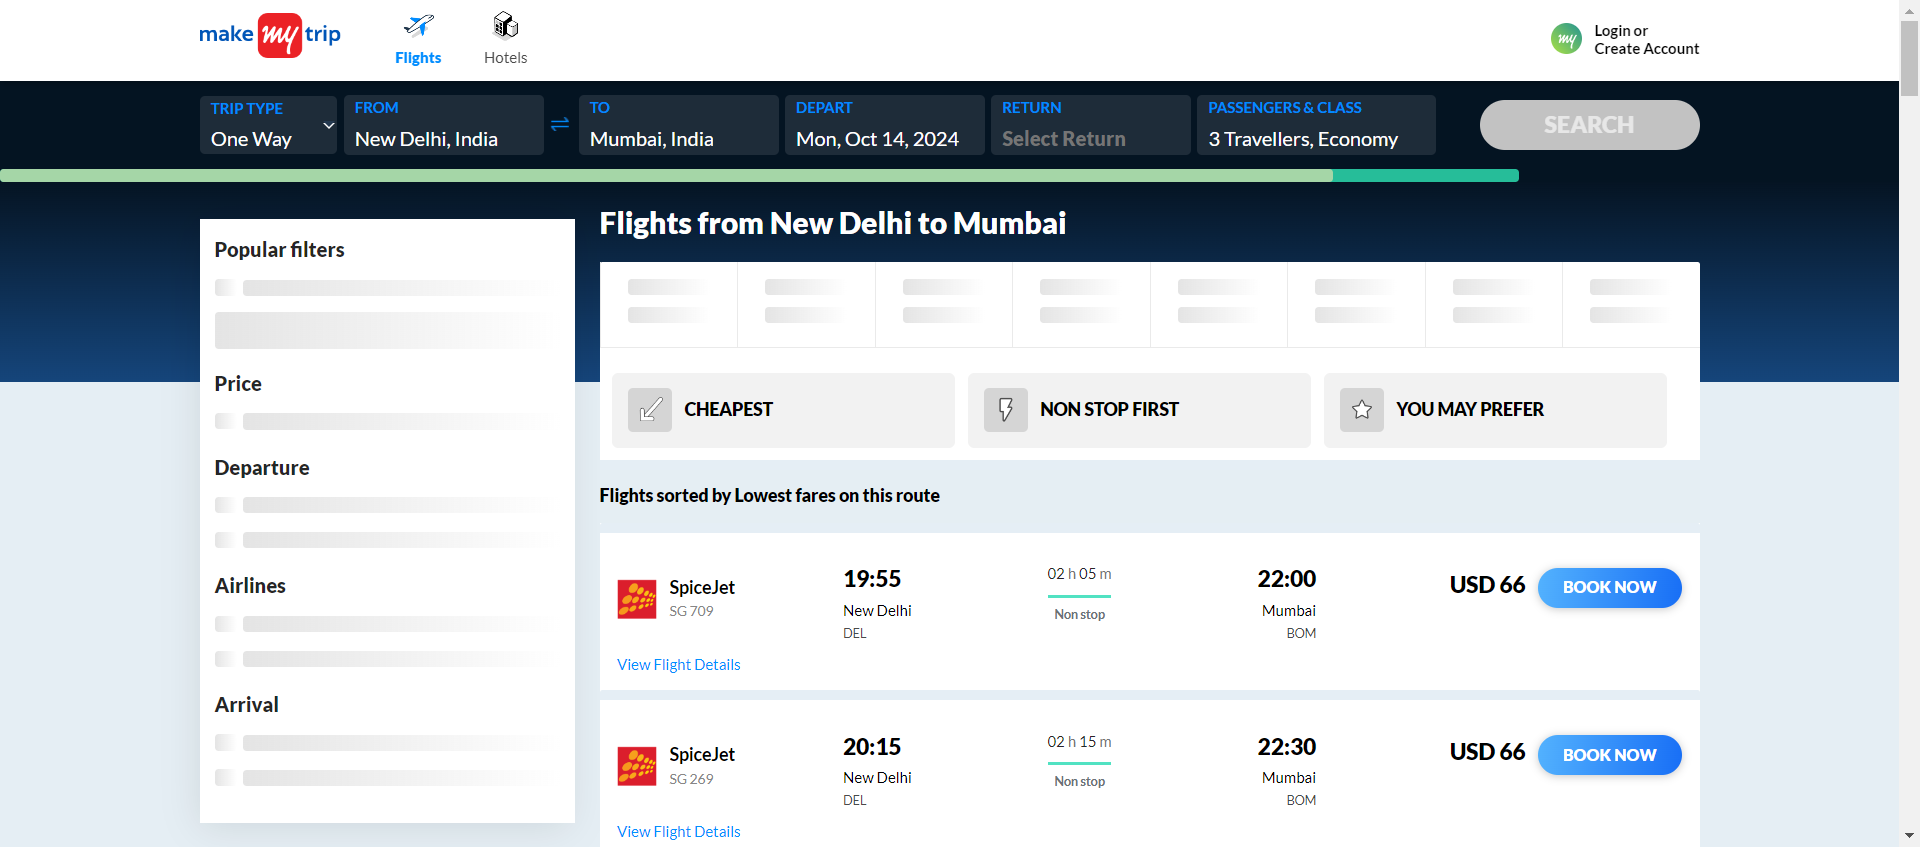 make my trip
Flights
Hotels
my
Login or
Create Account
TRIP TYPE
One Way
FROM
New Delhi, India
TO
Mumbai, India
DEPART
Mon, Oct 14, 2024
RETURN
Select Return
PASSENGERS & CLASS
3 Travellers, Economy
SEARCH
Popular filters
Price
Departure
Airlines
Arrival
Flights from New Delhi to Mumbai
CHEAPEST
NON STOP FIRST
YOU MAY PREFER
Flights sorted by Lowest fares on this route
SpiceJet
SG 709
19:55
New Delhi
DEL
02 h 05 m
Non stop
22:00
Mumbai
BOM
USD 66
BOOK NOW
View Flight Details
SpiceJet
SG 269
20:15
New Delhi
DEL
02 h 15 m
Non stop
22:30
Mumbai
BOM
USD 66
BOOK NOW
View Flight Details